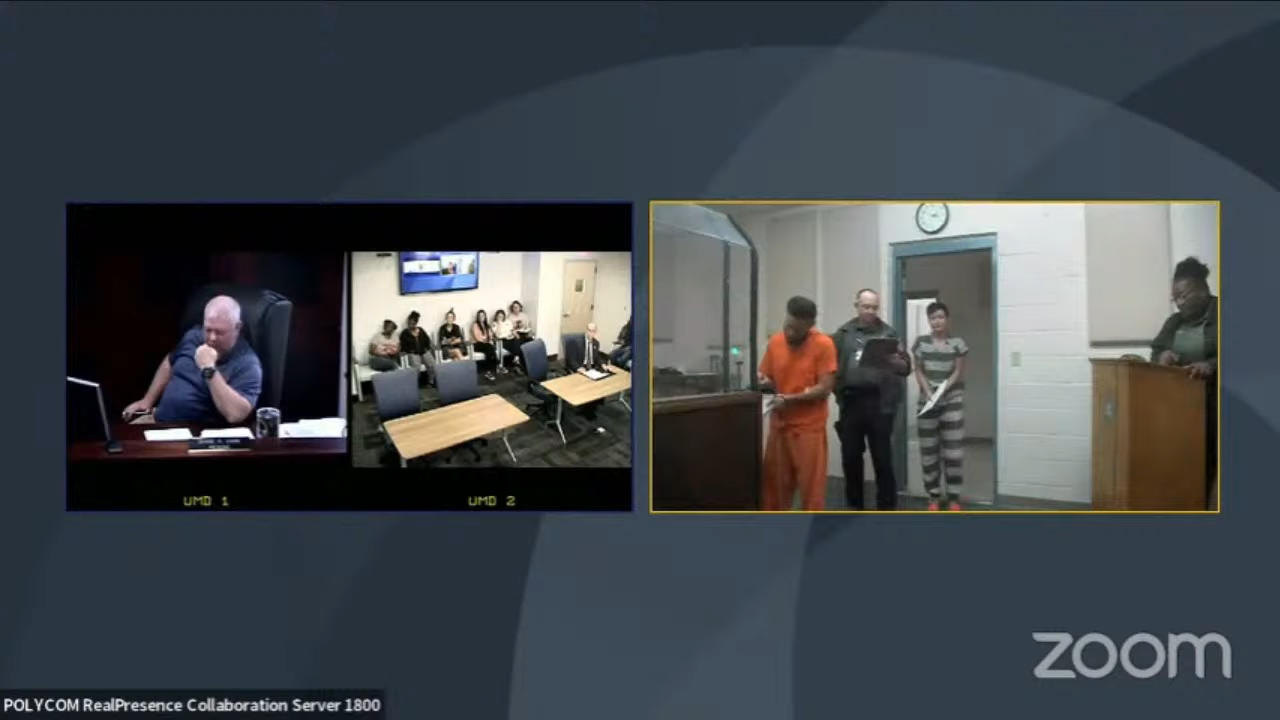 UMD 1
UMD 2
zoom
POLYCOM RealPresence Collaboration Server 1800